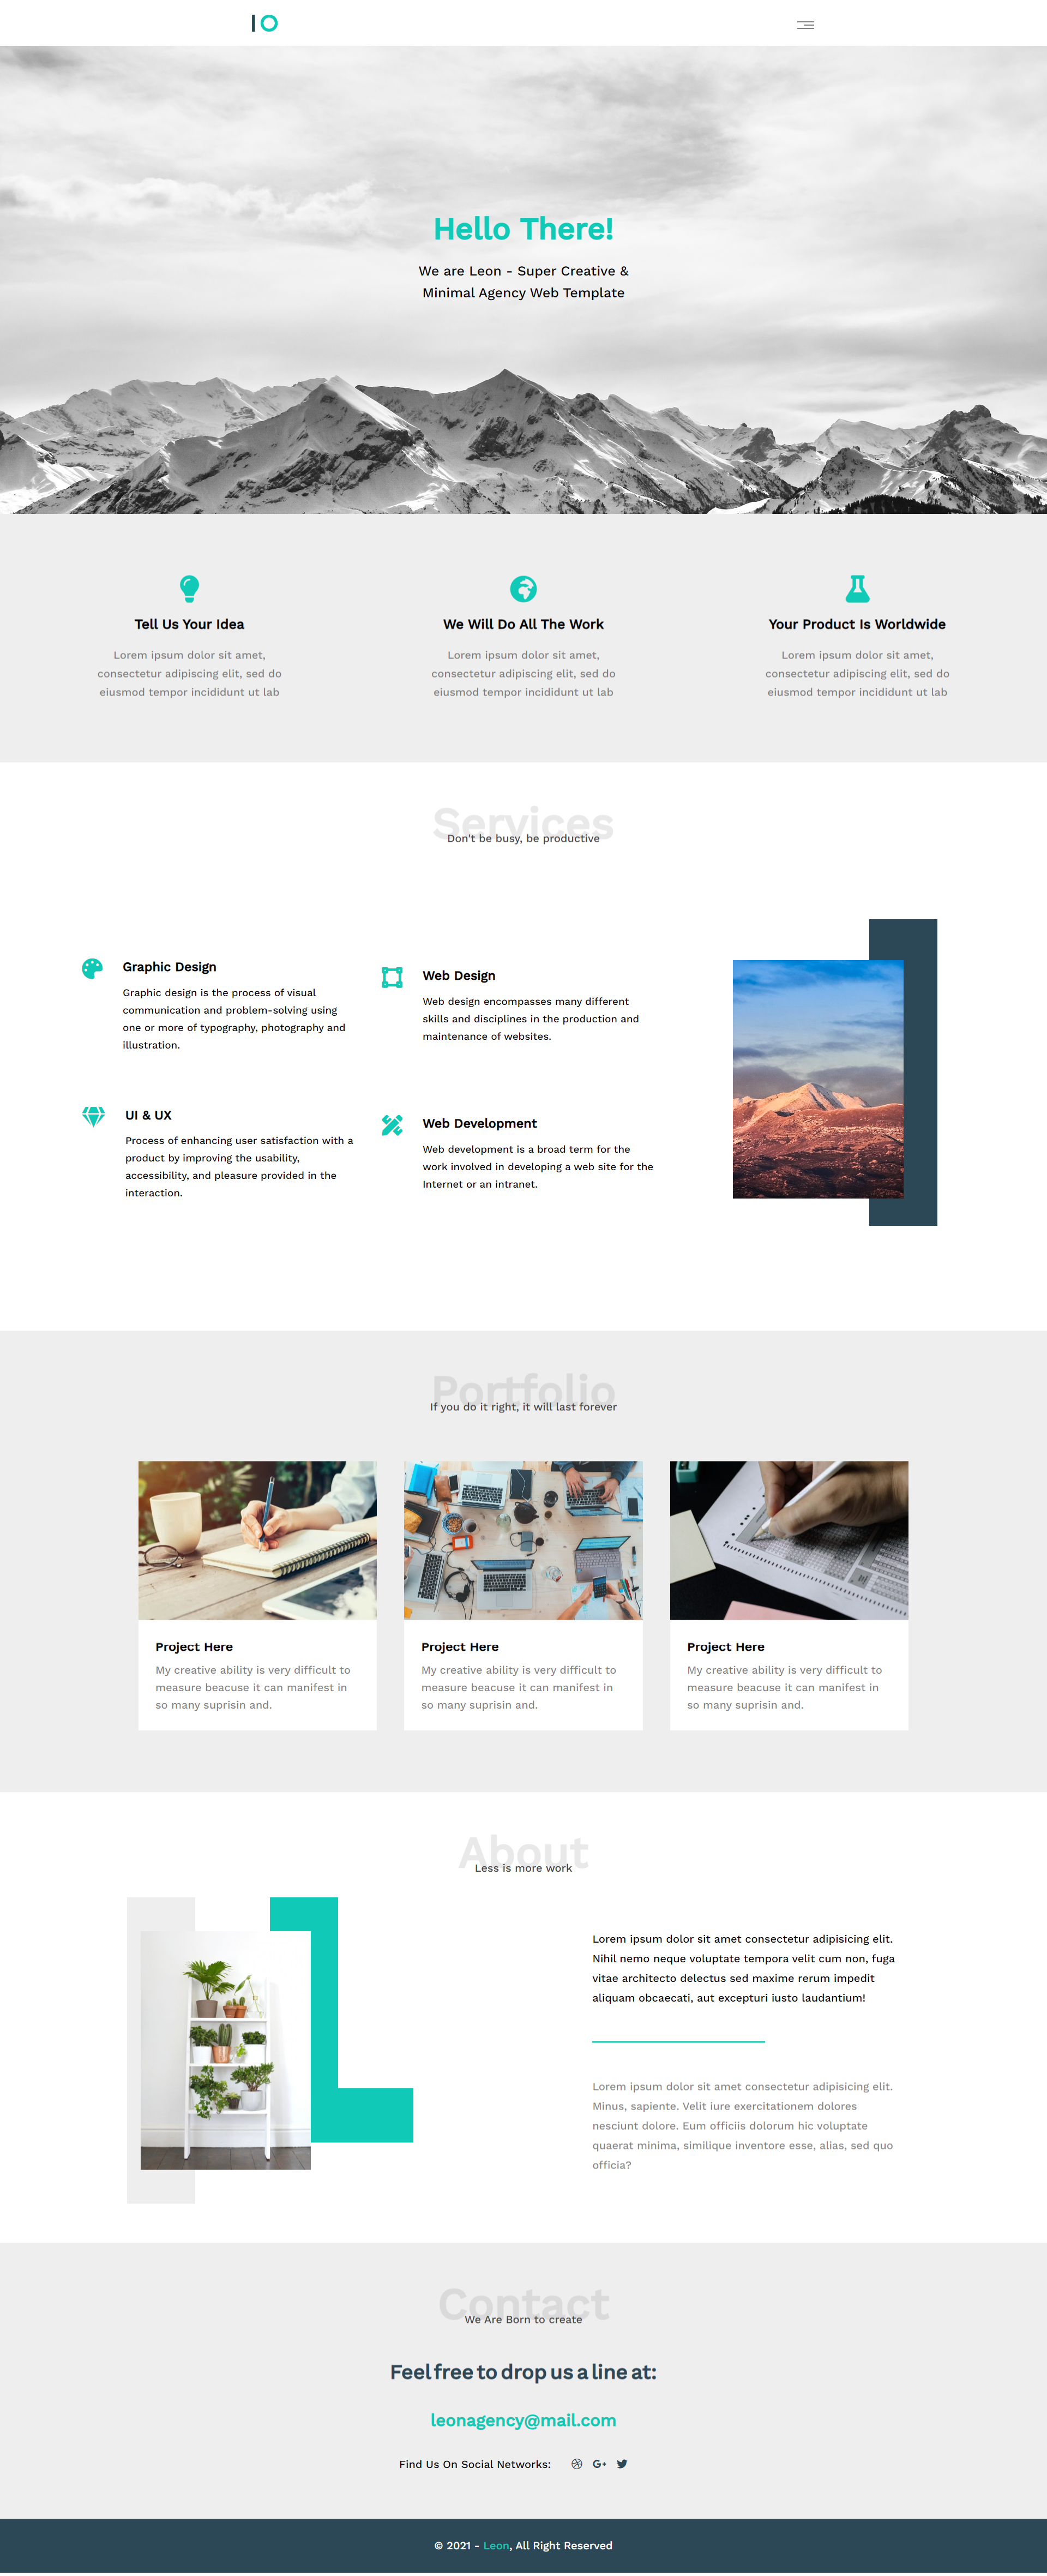 Hello There!
We are Leon - Super Creative &
Minimal Agency Web Template
Tell Us Your Idea
Lorem ipsum dolor sit amet,
consectetur adipiscing elit, sed do
eiusmod tempor incididunt ut lab
We Will Do All The Work
Lorem ipsum dolor sit amet,
consectetur adipiscing elit, sed do
eiusmod tempor incididunt ut lab
Your Product Is Worldwide
Lorem ipsum dolor sit amet,
consectetur adipiscing elit, sed do
eiusmod tempor incididunt ut lab
Services
Don't be busy, be productive
Graphic Design
Graphic design is the process of visual
communication and problem-solving using
one or more of typography, photography and
illustration.
Web Design
Web design encompasses many different
skills and disciplines in the production and
maintenance of websites.
UI & UX
Process of enhancing user satisfaction with a
product by improving the usability,
accessibility, and pleasure provided in the
interaction.
Web Development
Web development is a broad term for the
work involved in developing a web site for the
Internet or an intranet.
Portfolio
If you do it right, it will last forever
Project Here
My creative ability is very difficult to
measure beacuse it can manifest in
so many suprisin and.
Project Here
My creative ability is very difficult to
measure beacuse it can manifest in
so many suprisin and.
Project Here
My creative ability is very difficult to
measure beacuse it can manifest in
so many suprisin and.
About
Less is more work
Lorem ipsum dolor sit amet consectetur adipisicing elit.
Nihil nemo neque voluptate tempora velit cum non, fuga
vitae architecto delectus sed maxime rerum impedit
aliquam obcaecati, aut excepturi iusto laudantium!
Lorem ipsum dolor sit amet consectetur adipisicing elit.
Minus, sapiente. Velit iure exercitationem dolores
nesciunt dolore. Eum officiis dolorum hic voluptate
quaerat minima, similique inventore esse, alias, sed quo
officia?
Contact
We Are Born to create
Feel free to drop us a line at:
leonagency@mail.com
Find Us On Social Networks:
© 2021 - Leon, All Right Reserved